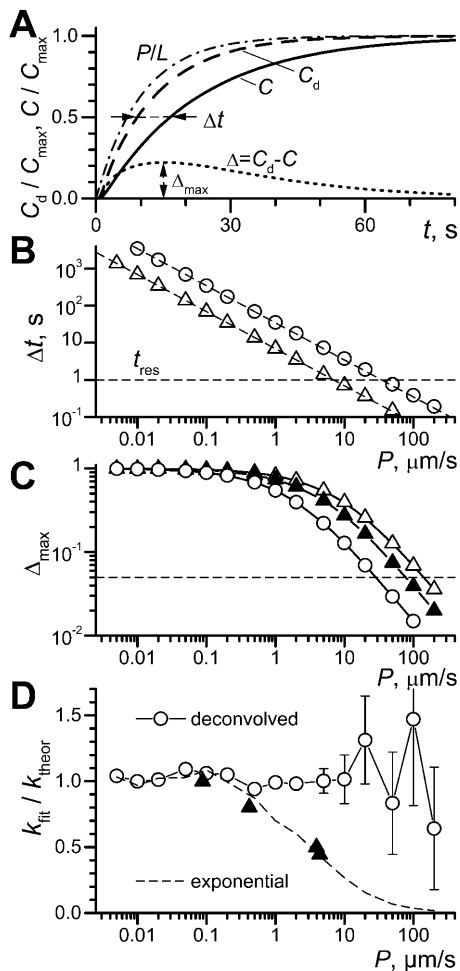 A
C_d / C_max, C / C_max
1.0
0.5
0.0
P/L
C_d
C
Δt
Δ=C_d-C
Δ_max
0
30
60
t, s
B
Δt, s
10^3
10^2
10
1
10^-1
t_res
0.01
0.1
1
10
100
P, μm/s
C
Δ_max
1
10^-1
10^-2
0.01
0.1
1
10
100
P, μm/s
D
k_fit / k_theor
1.5
1.0
0.5
0.0
deconvolved
exponential
0.01
0.1
1
10
100
P, μm/s